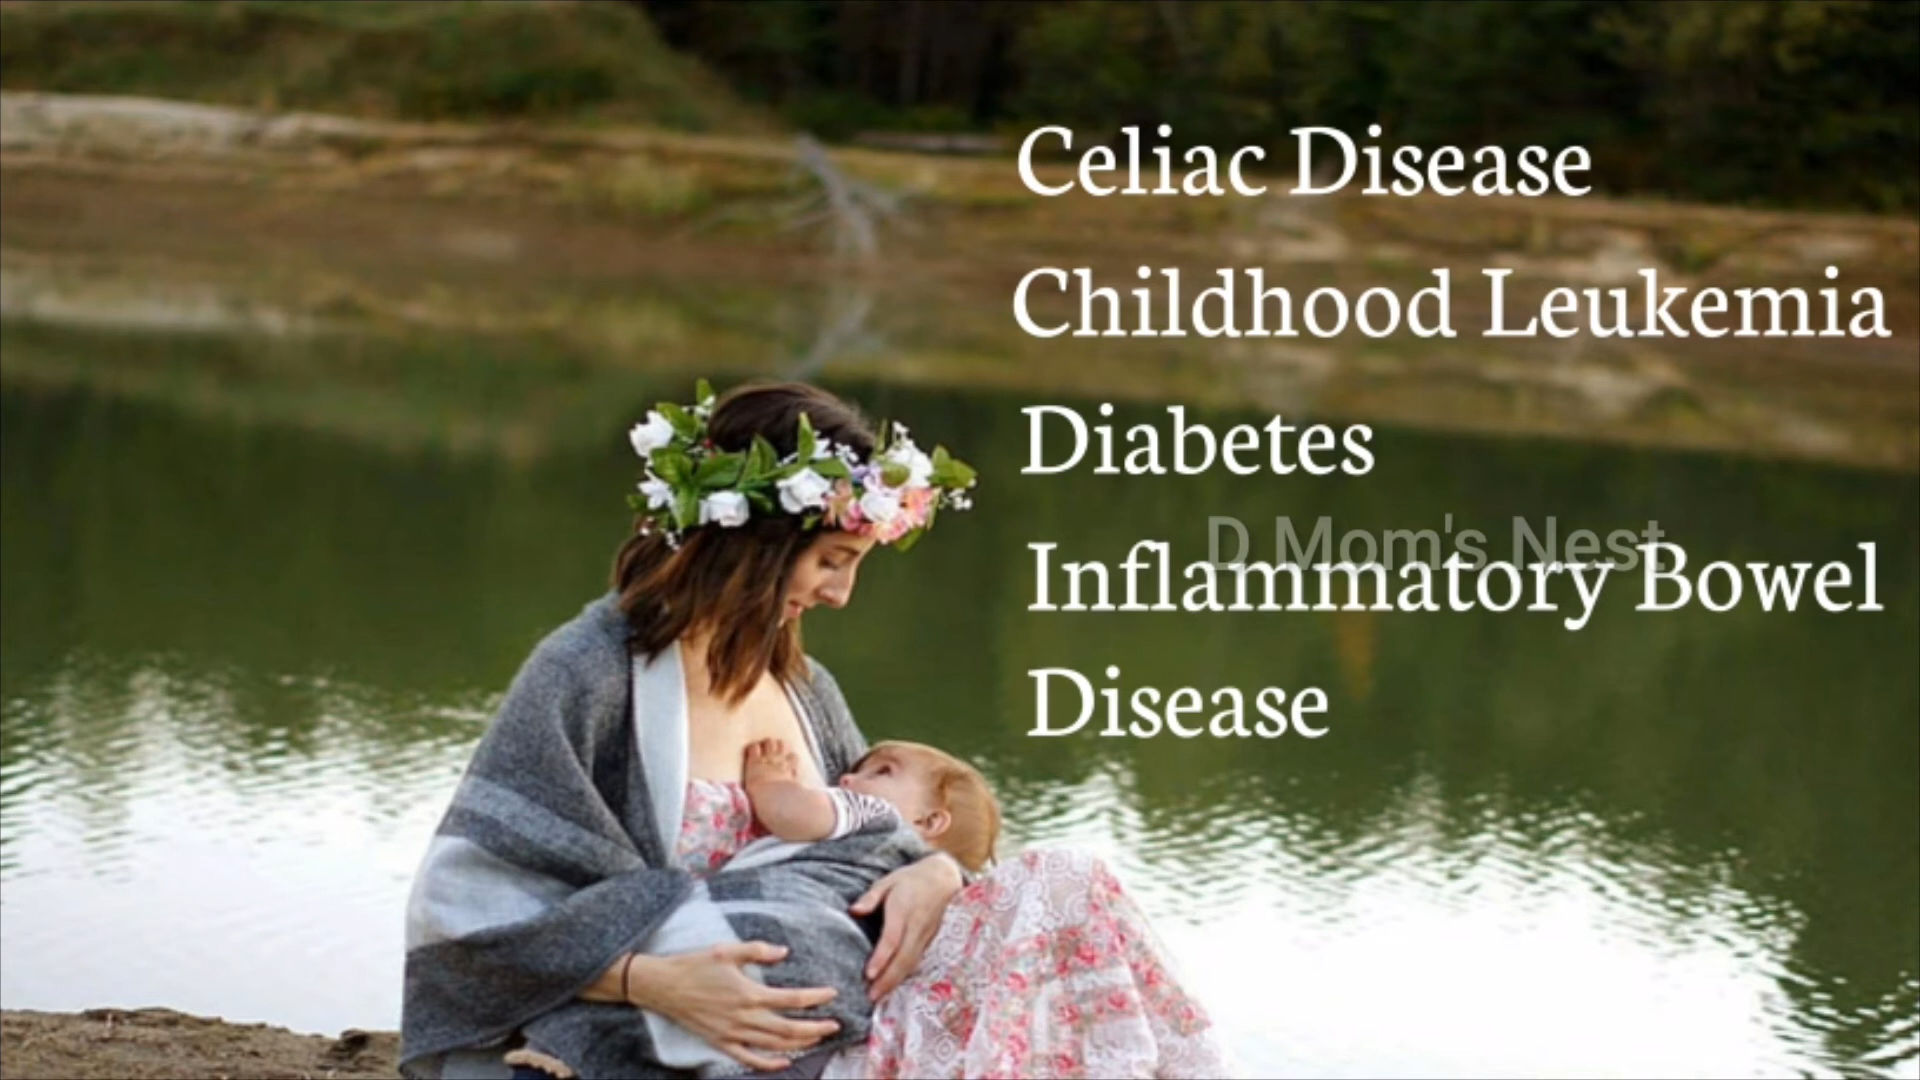 Celiac Disease
Childhood Leukemia
Diabetes
D Mom's Nest
Inflammatory Bowel
Disease